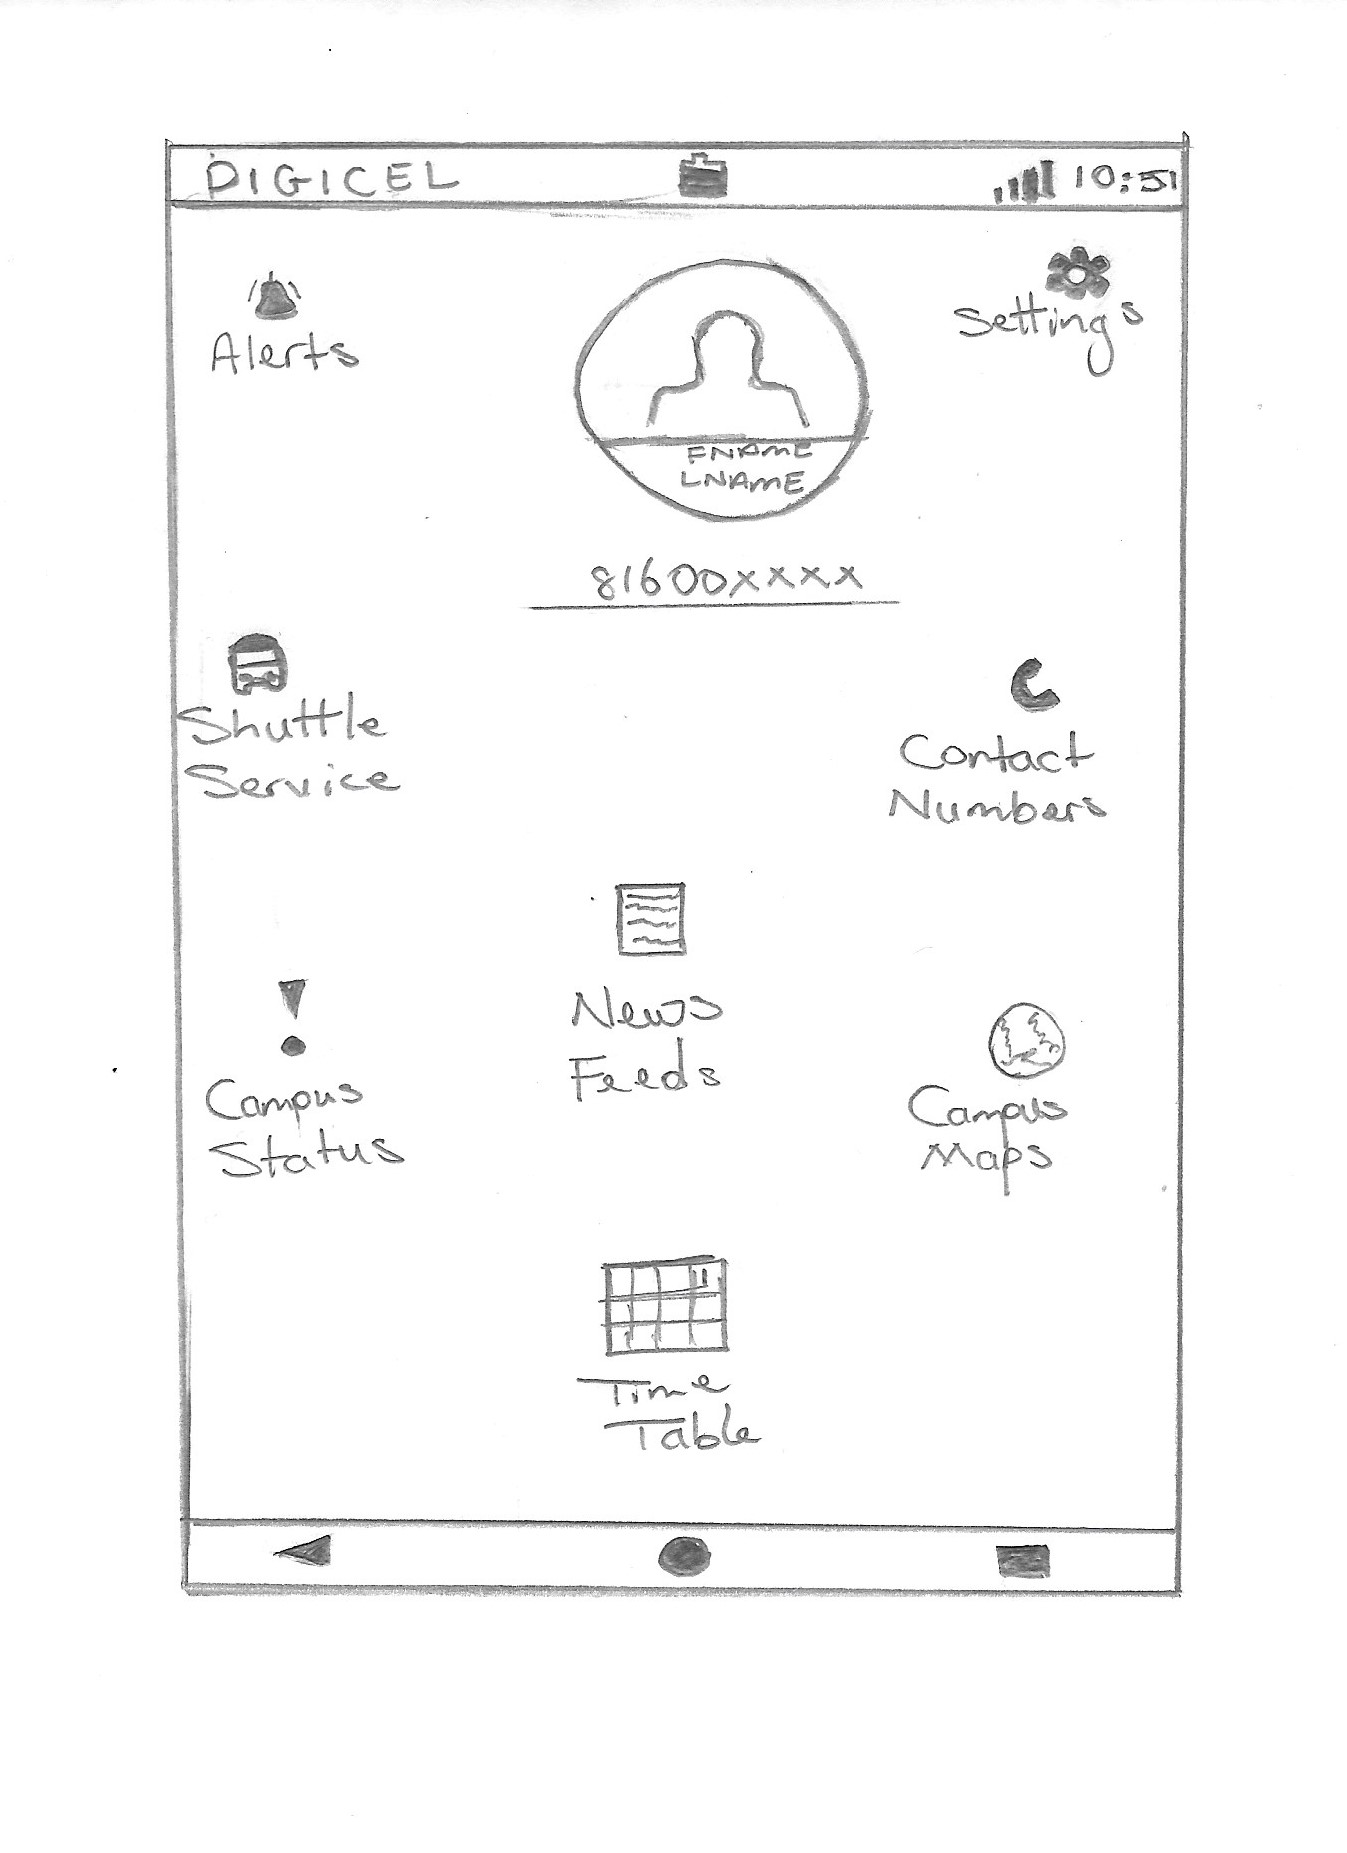 DIGICEL
10:51
Alerts
Settings
FNAME
LNAME
81600xxxx
Shuttle
Service
Contact
Numbers
News
Feeds
Campus
Status
Campus
Maps
Time
Table